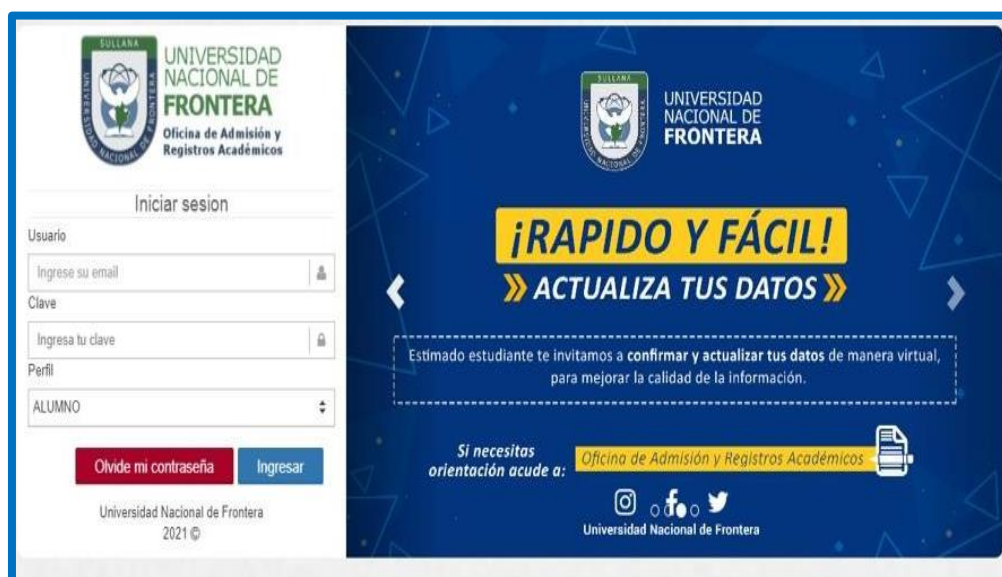 SULLANA
UNIVERSIDAD NACIONAL DE
UNIVERSIDAD
NACIONAL DE
FRONTERA
Oficina de Admisión y
Registros Académicos
Iniciar sesion
Usuario
Ingrese su email
Clave
Ingresa tu clave
Perfil
ALUMNO
Olvide mi contraseña
Ingresar
Universidad Nacional de Frontera
2021 ©
SULLANA
UNIVERSIDAD
NACIONAL DE
FRONTERA
¡RAPIDO Y FÁCIL!
ACTUALIZA TUS DATOS
Estimado estudiante te invitamos a confirmar y actualizar tus datos de manera virtual,
para mejorar la calidad de la información.
Si necesitas
orientación acude a:
Oficina de Admisión y Registros Académicos
Universidad Nacional de Frontera